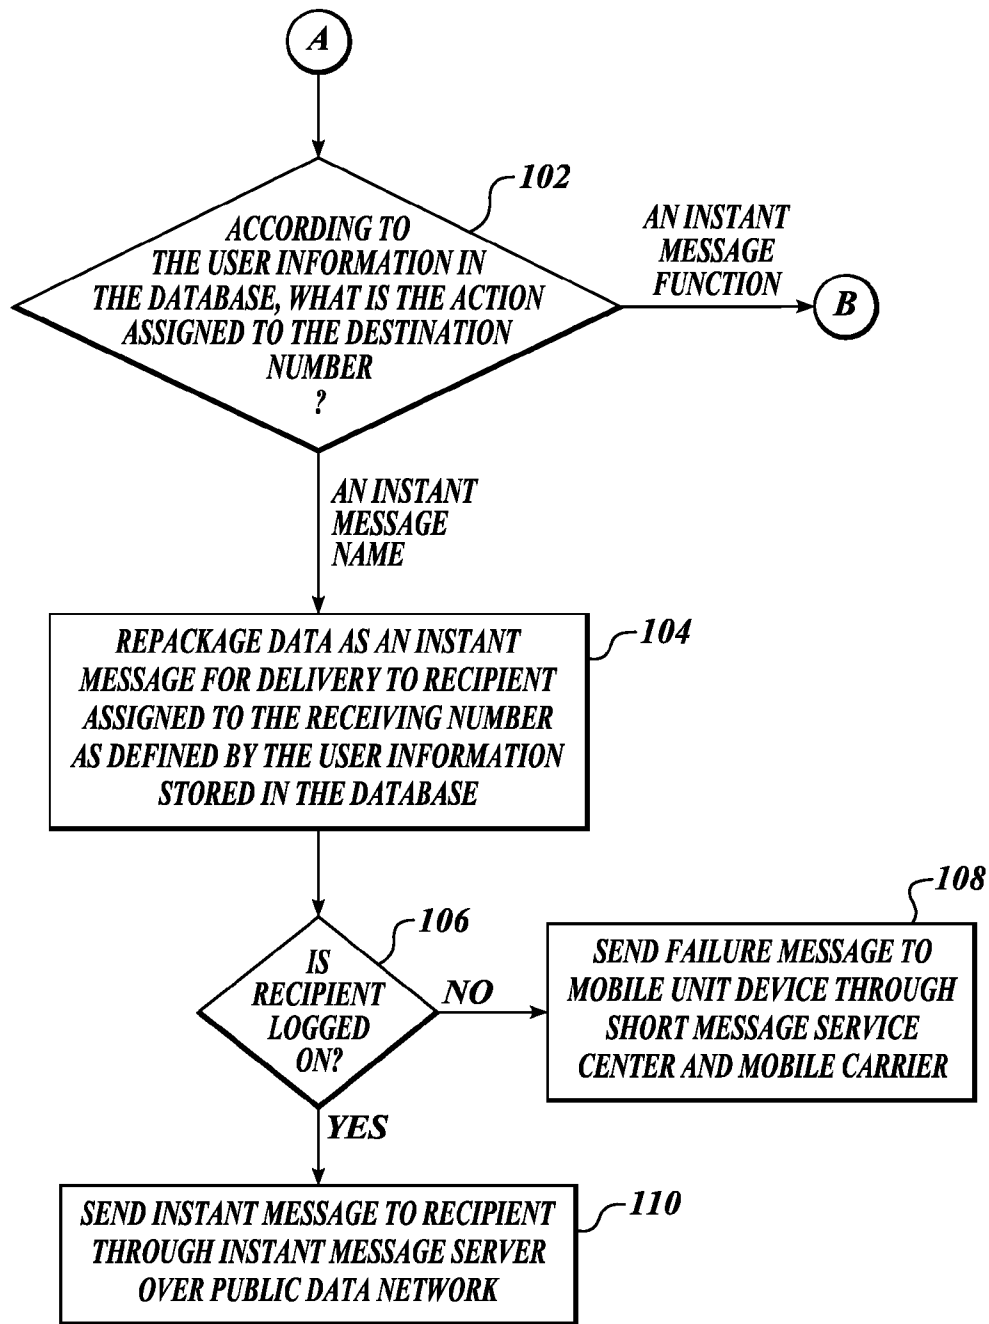 A
102
ACCORDING TO
THE USER INFORMATION IN
THE DATABASE, WHAT IS THE ACTION
ASSIGNED TO THE DESTINATION
NUMBER
?
AN INSTANT
MESSAGE
FUNCTION
B
AN INSTANT
MESSAGE
NAME
104
REPACKAGE DATA AS AN INSTANT
MESSAGE FOR DELIVERY TO RECIPIENT
ASSIGNED TO THE RECEIVING NUMBER
AS DEFINED BY THE USER INFORMATION
STORED IN THE DATABASE
106
IS
RECIPIENT
LOGGED
ON?
NO
108
SEND FAILURE MESSAGE TO
MOBILE UNIT DEVICE THROUGH
SHORT MESSAGE SERVICE
CENTER AND MOBILE CARRIER
YES
110
SEND INSTANT MESSAGE TO RECIPIENT
THROUGH INSTANT MESSAGE SERVER
OVER PUBLIC DATA NETWORK